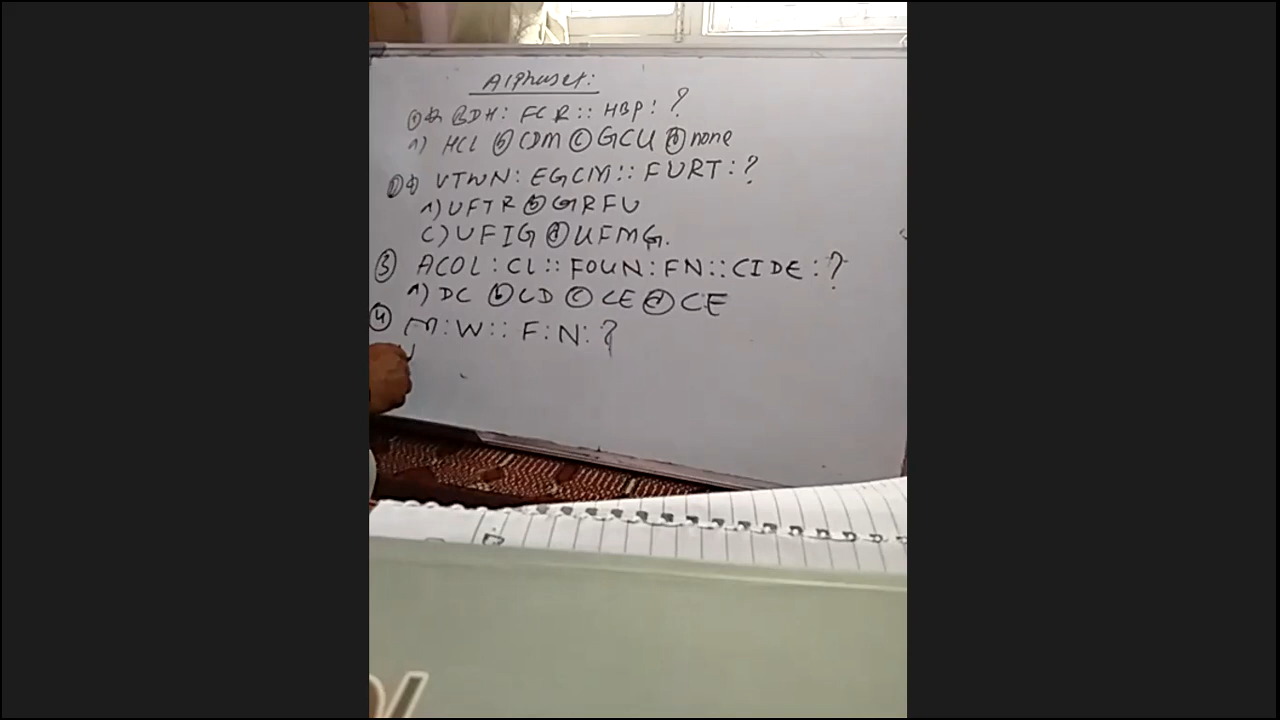 Alphabet:
① BDH: FCR:: HBP: ?
A) HCL ⓑ CDM ⓒ GCU ⓓ none
② VTWN: EGCM:: FURT: ?
A) UFTR ⓑ GRFU
C) UFIG ⓓ UFMG.
③ ACOL: CL:: FOUN: FN:: CIDE: ?
A) DC ⓑ CD ⓒ CE ⓓ CE
④ M: W:: F: N: ?